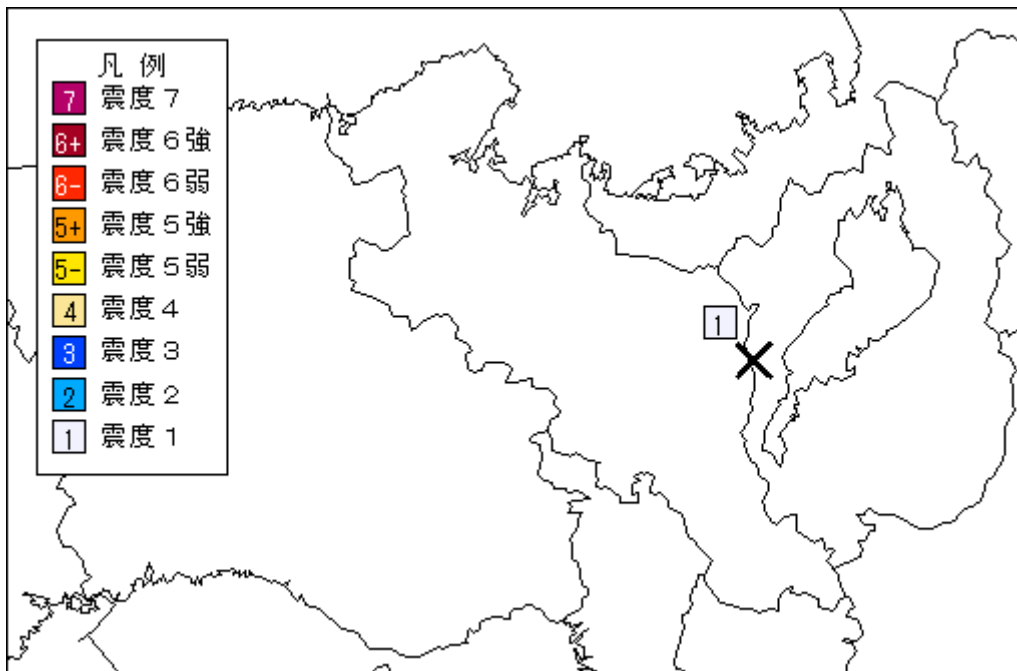 凡 例
7 震度７
6+ 震度６強
6- 震度６弱
5+ 震度５強
5- 震度５弱
4 震度４
3 震度３
2 震度２
1 震度１
1